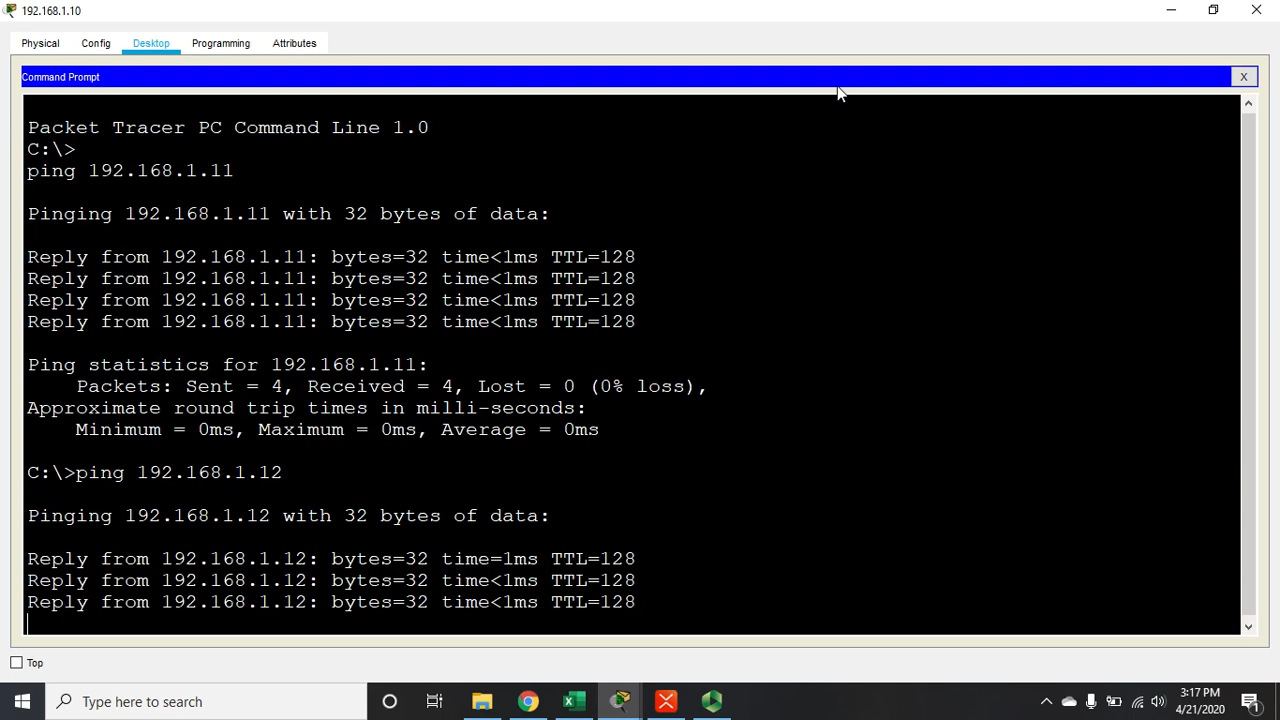 192.168.1.10
Physical Config Desktop Programming Attributes
Command Prompt X
Packet Tracer PC Command Line 1.0
C:\>
ping 192.168.1.11
Pinging 192.168.1.11 with 32 bytes of data:
Reply from 192.168.1.11: bytes=32 time<1ms TTL=128
Reply from 192.168.1.11: bytes=32 time<1ms TTL=128
Reply from 192.168.1.11: bytes=32 time<1ms TTL=128
Reply from 192.168.1.11: bytes=32 time<1ms TTL=128
Ping statistics for 192.168.1.11:
Packets: Sent = 4, Received = 4, Lost = 0 (0% loss),
Approximate round trip times in milli-seconds:
Minimum = 0ms, Maximum = 0ms, Average = 0ms
C:\>ping 192.168.1.12
Pinging 192.168.1.12 with 32 bytes of data:
Reply from 192.168.1.12: bytes=32 time=1ms TTL=128
Reply from 192.168.1.12: bytes=32 time<1ms TTL=128
Reply from 192.168.1.12: bytes=32 time<1ms TTL=128
Top
Type here to search
3:17 PM
4/21/2020
1